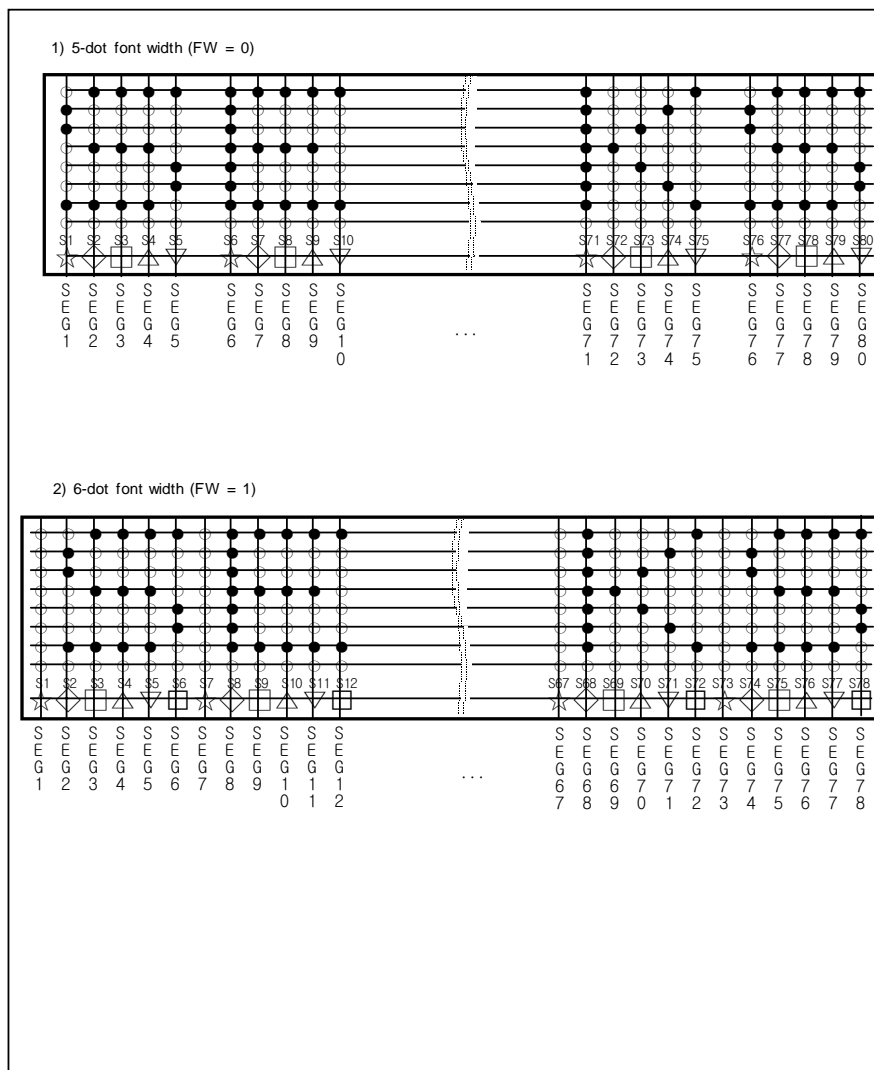 1) 5-dot font width (FW = 0)
S1 S2 S3 S4 S5 S6 S7 S8 S9 S10 S71 S72 S73 S74 S75 S76 S77 S78 S79 S80
SEG1 SEG2 SEG3 SEG4 SEG5 SEG6 SEG7 SEG8 SEG9 SEG10 ... SEG71 SEG72 SEG73 SEG74 SEG75 SEG76 SEG77 SEG78 SEG79 SEG80
2) 6-dot font width (FW = 1)
S1 S2 S3 S4 S5 S6 S7 S8 S9 S10 S11 S12 S67 S68 S69 S70 S71 S72 S73 S74 S75 S76 S77 S78
SEG1 SEG2 SEG3 SEG4 SEG5 SEG6 SEG7 SEG8 SEG9 SEG10 SEG11 SEG12 ... SEG67 SEG68 SEG69 SEG70 SEG71 SEG72 SEG73 SEG74 SEG75 SEG76 SEG77 SEG78